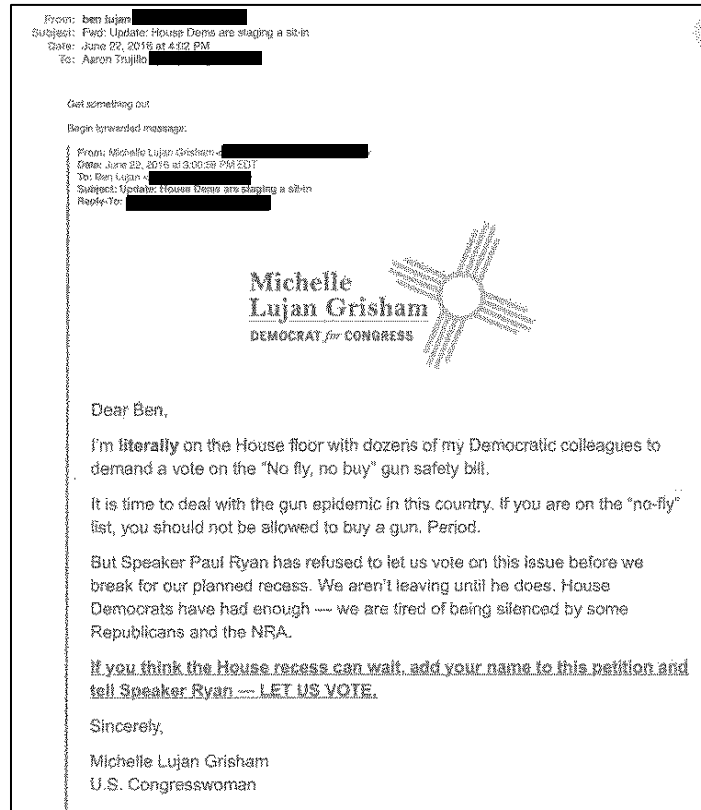 From: ben lujan
Subject: Fwd: Update: House Dems are staging a sit-in
Date: June 22, 2016 at 4:02 PM
To: Aaron Trujillo
Get something out
Begin forwarded message:
From: Michelle Lujan Grisham <
Date: June 22, 2016 at 3:00:59 PM EDT
To: Ben Lujan <
Subject: Update: House Dems are staging a sit-in
Reply-To:
Michelle
Lujan Grisham
DEMOCRAT for CONGRESS
Dear Ben,
I'm literally on the House floor with dozens of my Democratic colleagues to
demand a vote on the "No fly, no buy" gun safety bill.
It is time to deal with the gun epidemic in this country. If you are on the "no-fly"
list, you should not be allowed to buy a gun. Period.
But Speaker Paul Ryan has refused to let us vote on this issue before we
break for our planned recess. We aren't leaving until he does. House
Democrats have had enough — we are tired of being silenced by some
Republicans and the NRA.
If you think the House recess can wait, add your name to this petition and
tell Speaker Ryan — LET US VOTE.
Sincerely,
Michelle Lujan Grisham
U.S. Congresswoman